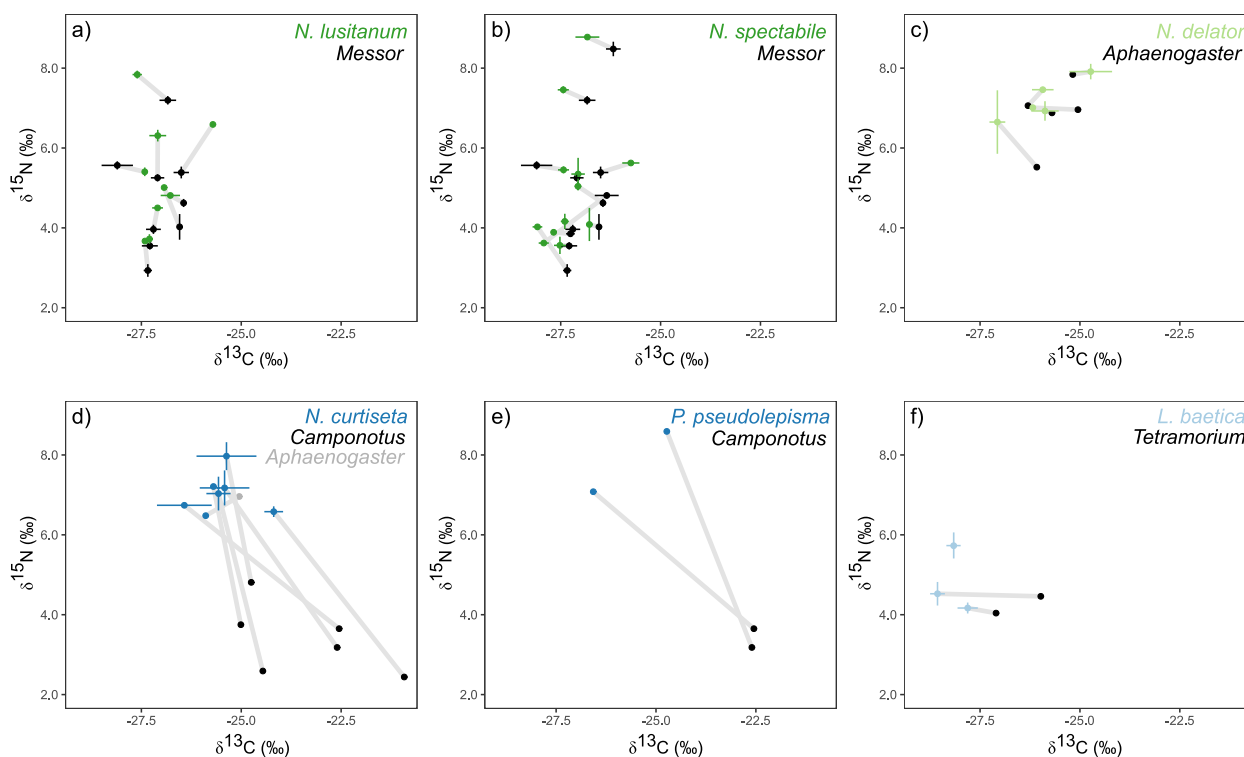 a)
N. lusitanum
Messor
8.0
6.0
4.0
2.0
δ15N (‰)
-27.5
-25.0
-22.5
δ13C (‰)
b)
N. spectabile
Messor
8.0
6.0
4.0
2.0
δ15N (‰)
-27.5
-25.0
-22.5
δ13C (‰)
c)
N. delator
Aphaenogaster
8.0
6.0
4.0
2.0
δ15N (‰)
-27.5
-25.0
-22.5
δ13C (‰)
d)
N. curtiseta
Camponotus
Aphaenogaster
8.0
6.0
4.0
2.0
δ15N (‰)
-27.5
-25.0
-22.5
δ13C (‰)
e)
P. pseudolepisma
Camponotus
8.0
6.0
4.0
2.0
δ15N (‰)
-27.5
-25.0
-22.5
δ13C (‰)
f)
L. baetica
Tetramorium
8.0
6.0
4.0
2.0
δ15N (‰)
-27.5
-25.0
-22.5
δ13C (‰)